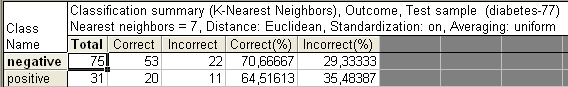 Classification summary (K-Nearest Neighbors), Outcome, Test sample (diabetes-77)
Nearest neighbors = 7, Distance: Euclidean, Standardization: on, Averaging: uniform
Class Name Total Correct Incorrect Correct(%) Incorrect(%)
negative 75 53 22 70,66667 29,33333
positive 31 20 11 64,51613 35,48387